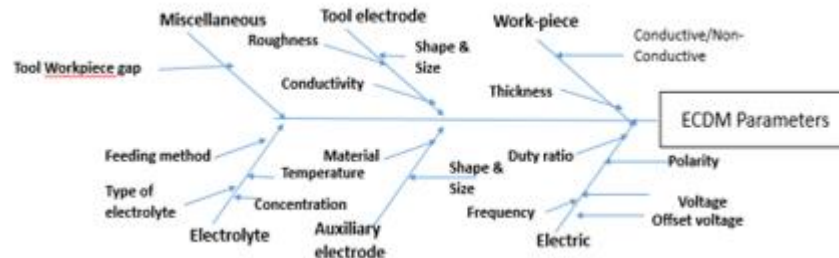 Miscellaneous
Tool electrode
Work-piece
Roughness
Shape &
Size
Conductive/Non-
Conductive
Tool Workpiece gap
Conductivity
Thickness
ECDM Parameters
Feeding method
Material
Duty ratio
Polarity
Temperature
Shape &
Size
Type of
electrolyte
Concentration
Frequency
Voltage
Offset voltage
Electrolyte
Auxiliary
electrode
Electric